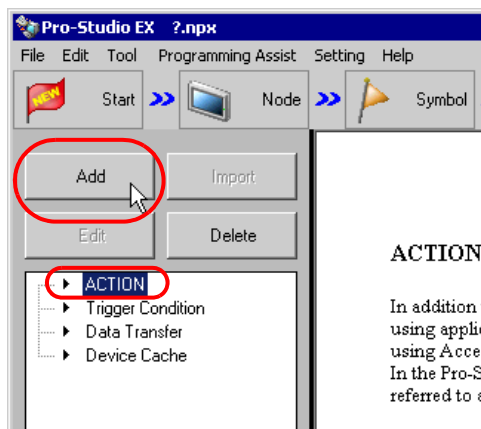 Pro-Studio EX ?.npx
File Edit Tool Programming Assist Setting Help
NEW Start Node Symbol
Add Import
Edit Delete
ACTION
Trigger Condition
Data Transfer
Device Cache
ACTION
In addition
using appli
using Acce
In the Pro-S
referred to a